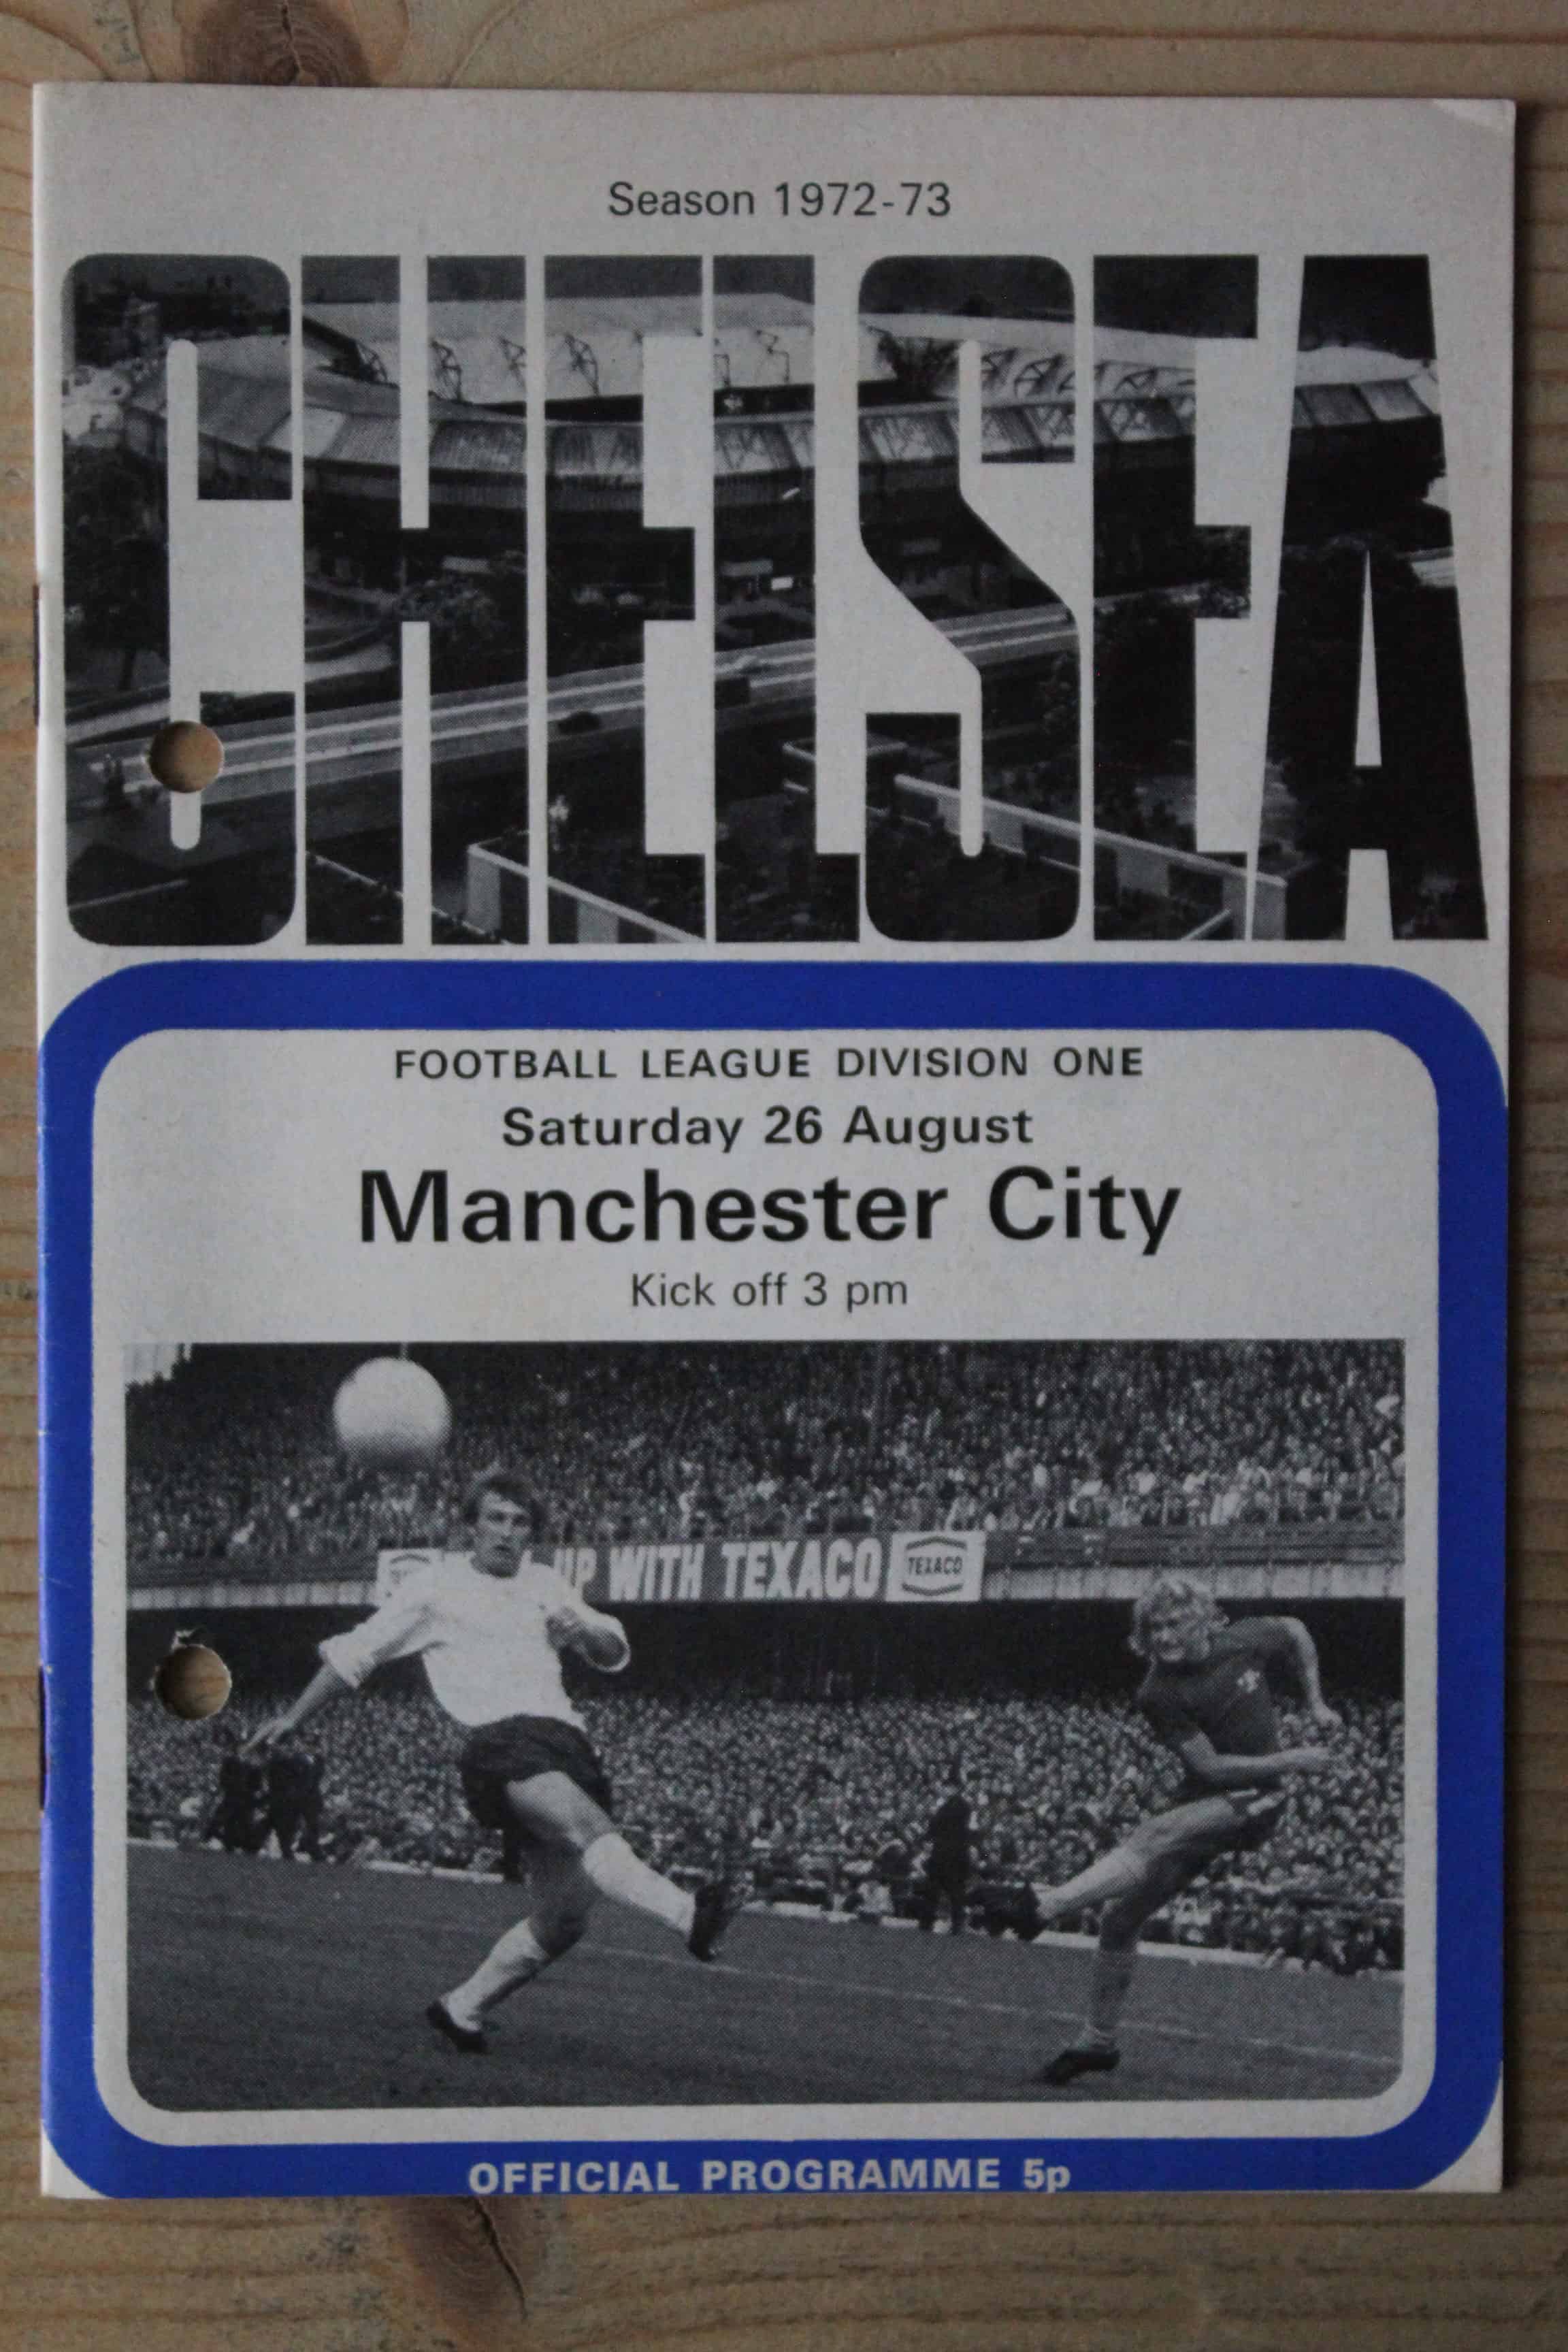 Season 1972-73
CHELSEA
FOOTBALL LEAGUE DIVISION ONE
Saturday 26 August
Manchester City
Kick off 3 pm
UP WITH TEXACO
TEXACO
OFFICIAL PROGRAMME 5p